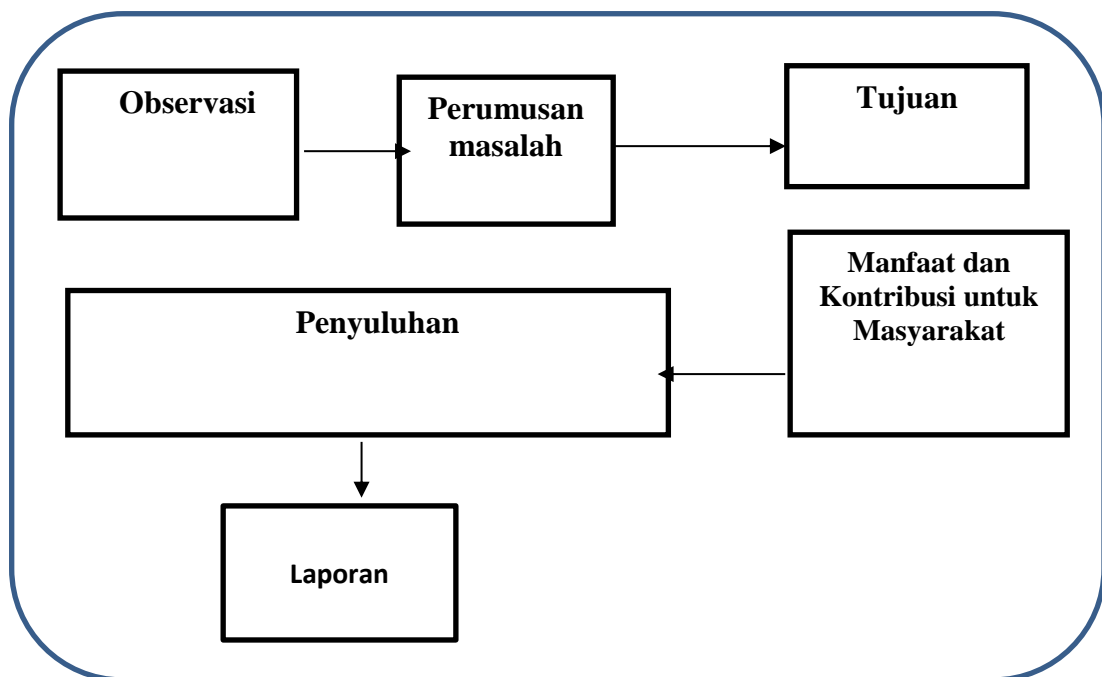 Observasi
Perumusan
masalah
Tujuan
Manfaat dan
Kontribusi untuk
Masyarakat
Penyuluhan
Laporan